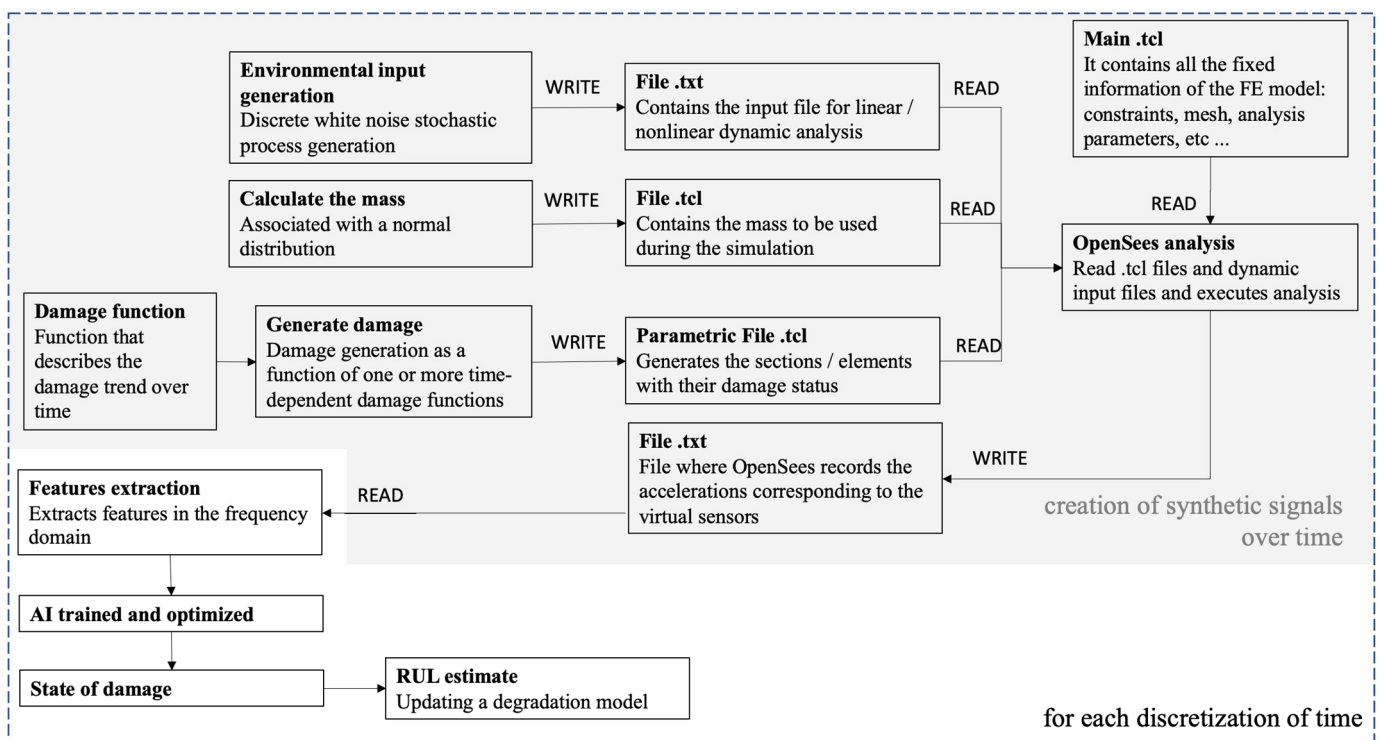 Environmental input
generation
Discrete white noise stochastic
process generation
WRITE
File .txt
Contains the input file for linear /
nonlinear dynamic analysis
READ
Main .tcl
It contains all the fixed
information of the FE model:
constraints, mesh, analysis
parameters, etc ...
READ
Calculate the mass
Associated with a normal
distribution
WRITE
File .tcl
Contains the mass to be used
during the simulation
READ
OpenSees analysis
Read .tcl files and dynamic
input files and executes analysis
Damage function
Function that
describes the
damage trend over
time
Generate damage
Damage generation as a
function of one or more time-
dependent damage functions
WRITE
Parametric File .tcl
Generates the sections / elements
with their damage status
READ
File .txt
File where OpenSees records the
accelerations corresponding to the
virtual sensors
WRITE
creation of synthetic signals
over time
READ
Features extraction
Extracts features in the frequency
domain
AI trained and optimized
State of damage
RUL estimate
Updating a degradation model
for each discretization of time